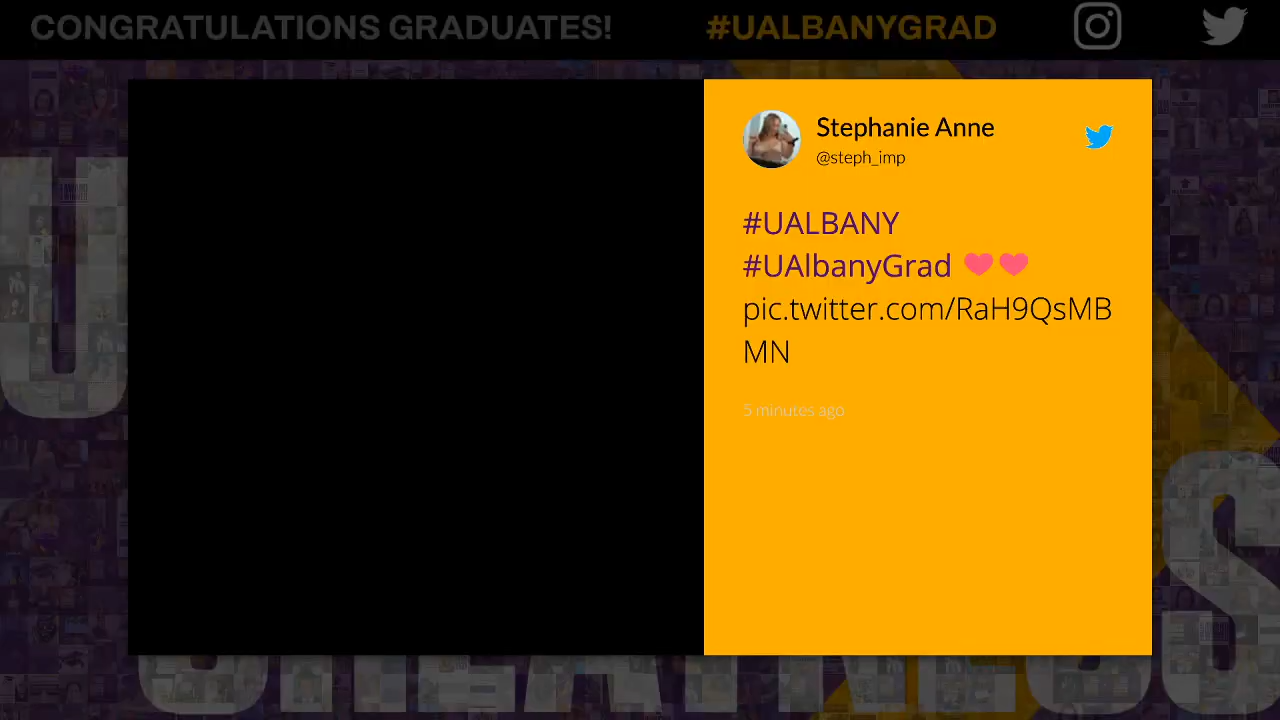 CONGRATULATIONS GRADUATES! #UALBANYGRAD
Stephanie Anne
@steph_imp
#UALBANY
#UAlbanyGrad ♥♥
pic.twitter.com/RaH9QsMB
MN
5 minutes ago